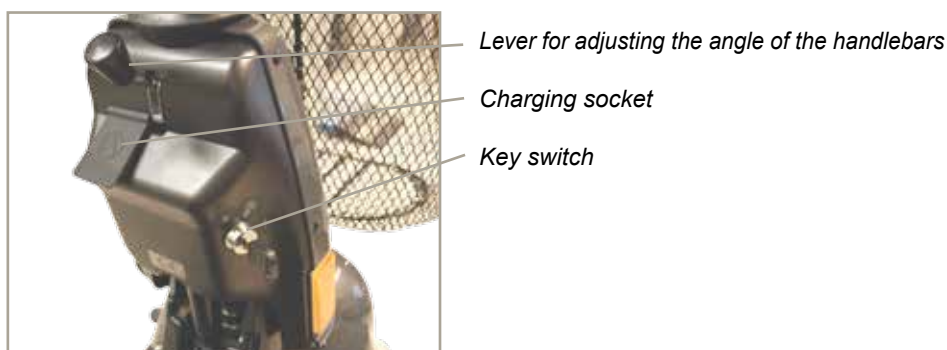 Lever for adjusting the angle of the handlebars
Charging socket
Key switch